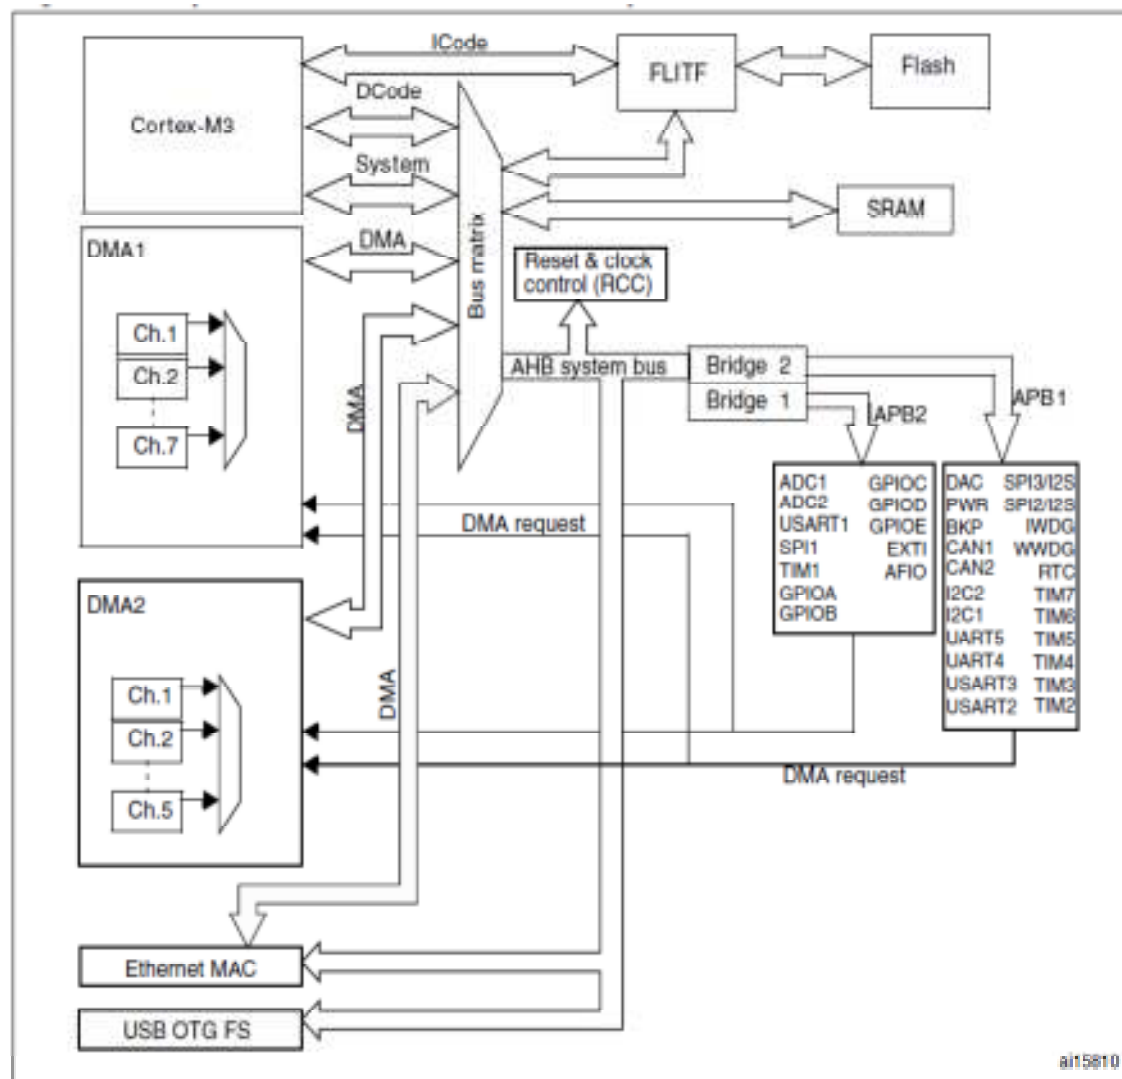 ICode
FLITF
Flash
DCode
Cortex-M3
System
SRAM
DMA1
DMA
Bus matrix
Reset & clock
control (RCC)
Ch.1
Ch.2
Ch.7
DMA
AHB system bus
Bridge 2
Bridge 1
APB2
APB1
DMA request
ADC1 GPIOC
ADC2 GPIOD
USART1 GPIOE
SPI1 EXTI
TIM1 AFIO
GPIOA
GPIOB
DAC SPI3/I2S
PWR SPI2/I2S
BKP IWDG
CAN1 WWDG
CAN2 RTC
I2C2 TIM7
I2C1 TIM6
UART5 TIM5
UART4 TIM4
USART3 TIM3
USART2 TIM2
DMA2
Ch.1
Ch.2
Ch.5
DMA
DMA request
Ethernet MAC
USB OTG FS
ai15810